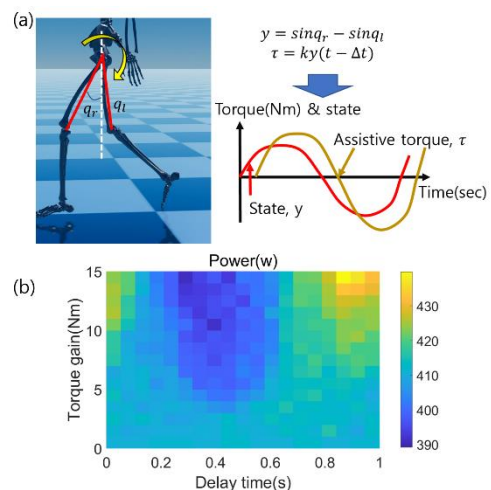 (a)
q_r
q_l
y = sinq_r − sinq_l
τ = ky(t − Δt)
Torque(Nm) & state
Assistive torque, τ
Time(sec)
State, y
(b)
Power(w)
Torque gain(Nm)
15
10
5
0
0 0.2 0.4 0.6 0.8 1
Delay time(s)
430
420
410
400
390